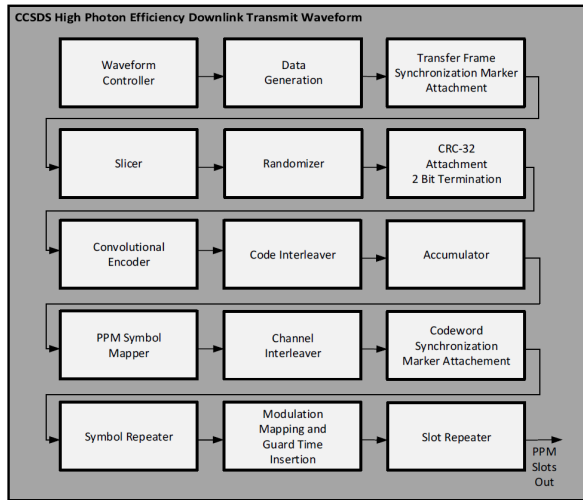 CCSDS High Photon Efficiency Downlink Transmit Waveform
Waveform
Controller
Data
Generation
Transfer Frame
Synchronization Marker
Attachment
Slicer
Randomizer
CRC-32
Attachment
2 Bit Termination
Convolutional
Encoder
Code Interleaver
Accumulator
PPM Symbol
Mapper
Channel
Interleaver
Codeword
Synchronization
Marker Attachement
Symbol Repeater
Modulation
Mapping and
Guard Time
Insertion
Slot Repeater
PPM
Slots
Out